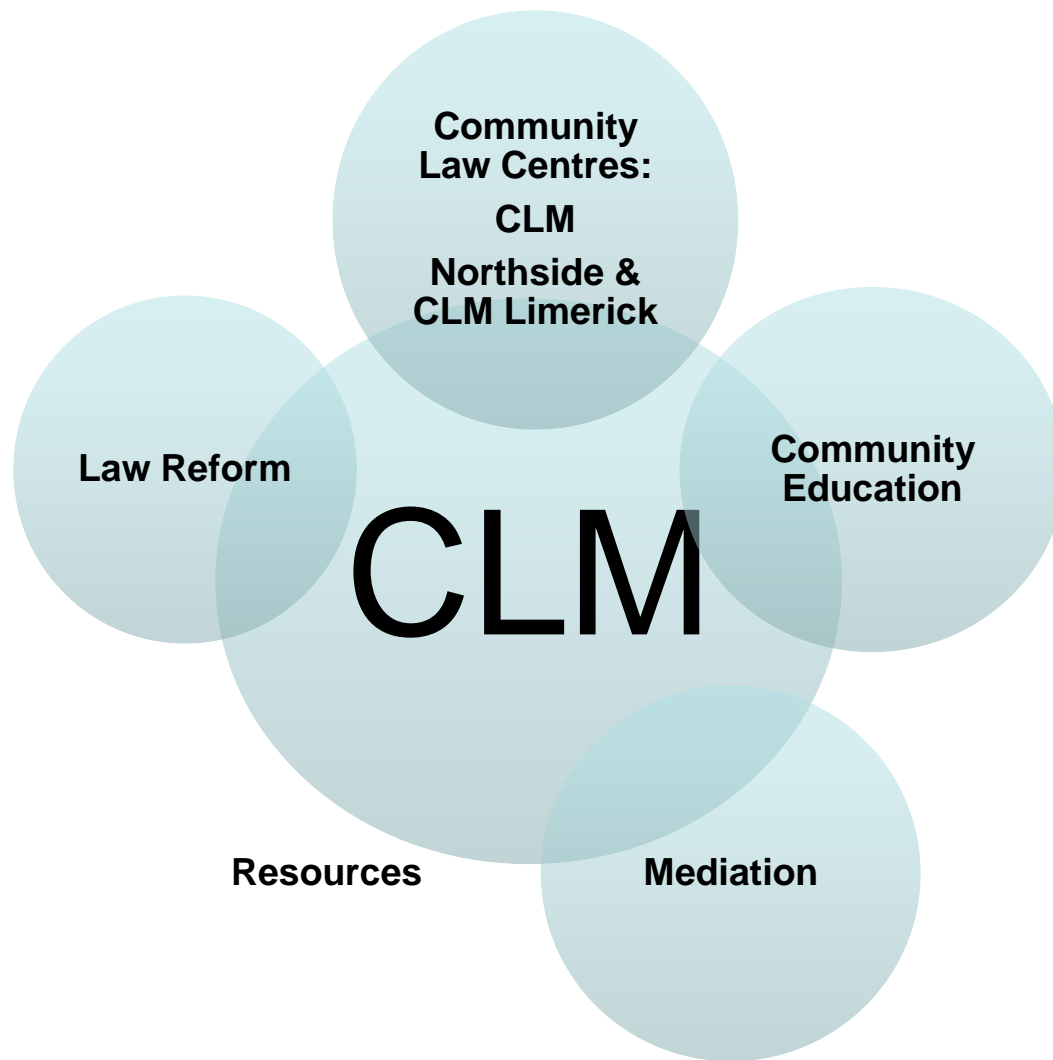 Community
Law Centres:
CLM
Northside &
CLM Limerick
Law Reform
Community
Education
CLM
Resources
Mediation